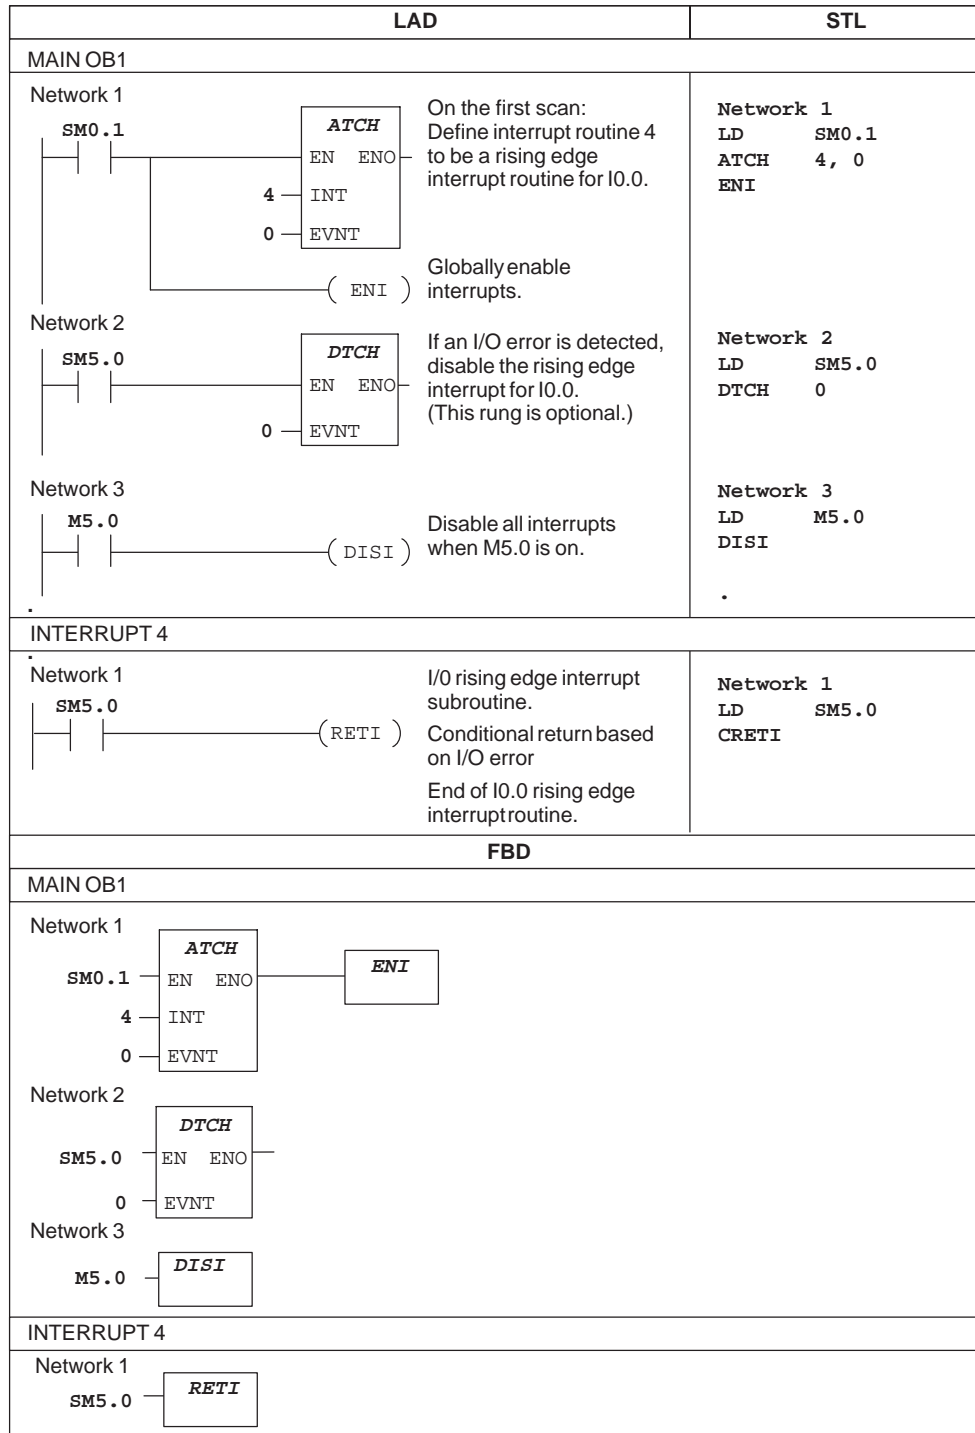 LAD STL
MAIN OB1
Network 1
SM0.1
ATCH
EN ENO
4 INT
0 EVNT
ENI
On the first scan:
Define interrupt routine 4
to be a rising edge
interrupt routine for I0.0.
Globally enable
interrupts.
Network 1
LD SM0.1
ATCH 4, 0
ENI
Network 2
SM5.0
DTCH
EN ENO
0 EVNT
If an I/O error is detected,
disable the rising edge
interrupt for I0.0.
(This rung is optional.)
Network 2
LD SM5.0
DTCH 0
Network 3
M5.0
DISI
Disable all interrupts
when M5.0 is on.
.
Network 3
LD M5.0
DISI
.
INTERRUPT 4
.
Network 1
SM5.0
RETI
I/0 rising edge interrupt
subroutine.
Conditional return based
on I/O error
End of I0.0 rising edge
interrupt routine.
Network 1
LD SM5.0
CRETI
FBD
MAIN OB1
Network 1
ATCH
SM0.1 EN ENO
4 INT
0 EVNT
ENI
Network 2
DTCH
SM5.0 EN ENO
0 EVNT
Network 3
M5.0 DISI
INTERRUPT 4
Network 1
SM5.0 RETI